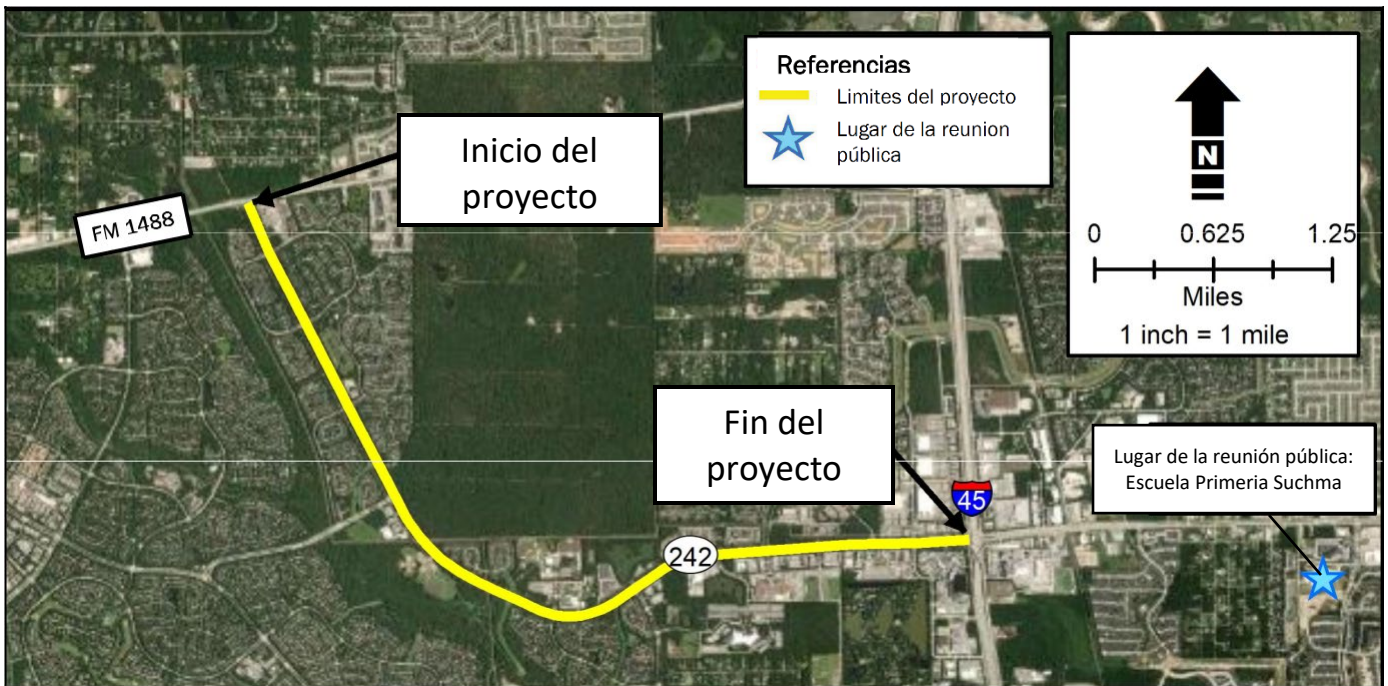 Referencias
Limites del proyecto
Lugar de la reunion
pública
N
0 0.625 1.25
Miles
1 inch = 1 mile
Inicio del
proyecto
FM 1488
Fin del
proyecto
45
242
Lugar de la reunión pública:
Escuela Primeria Suchma